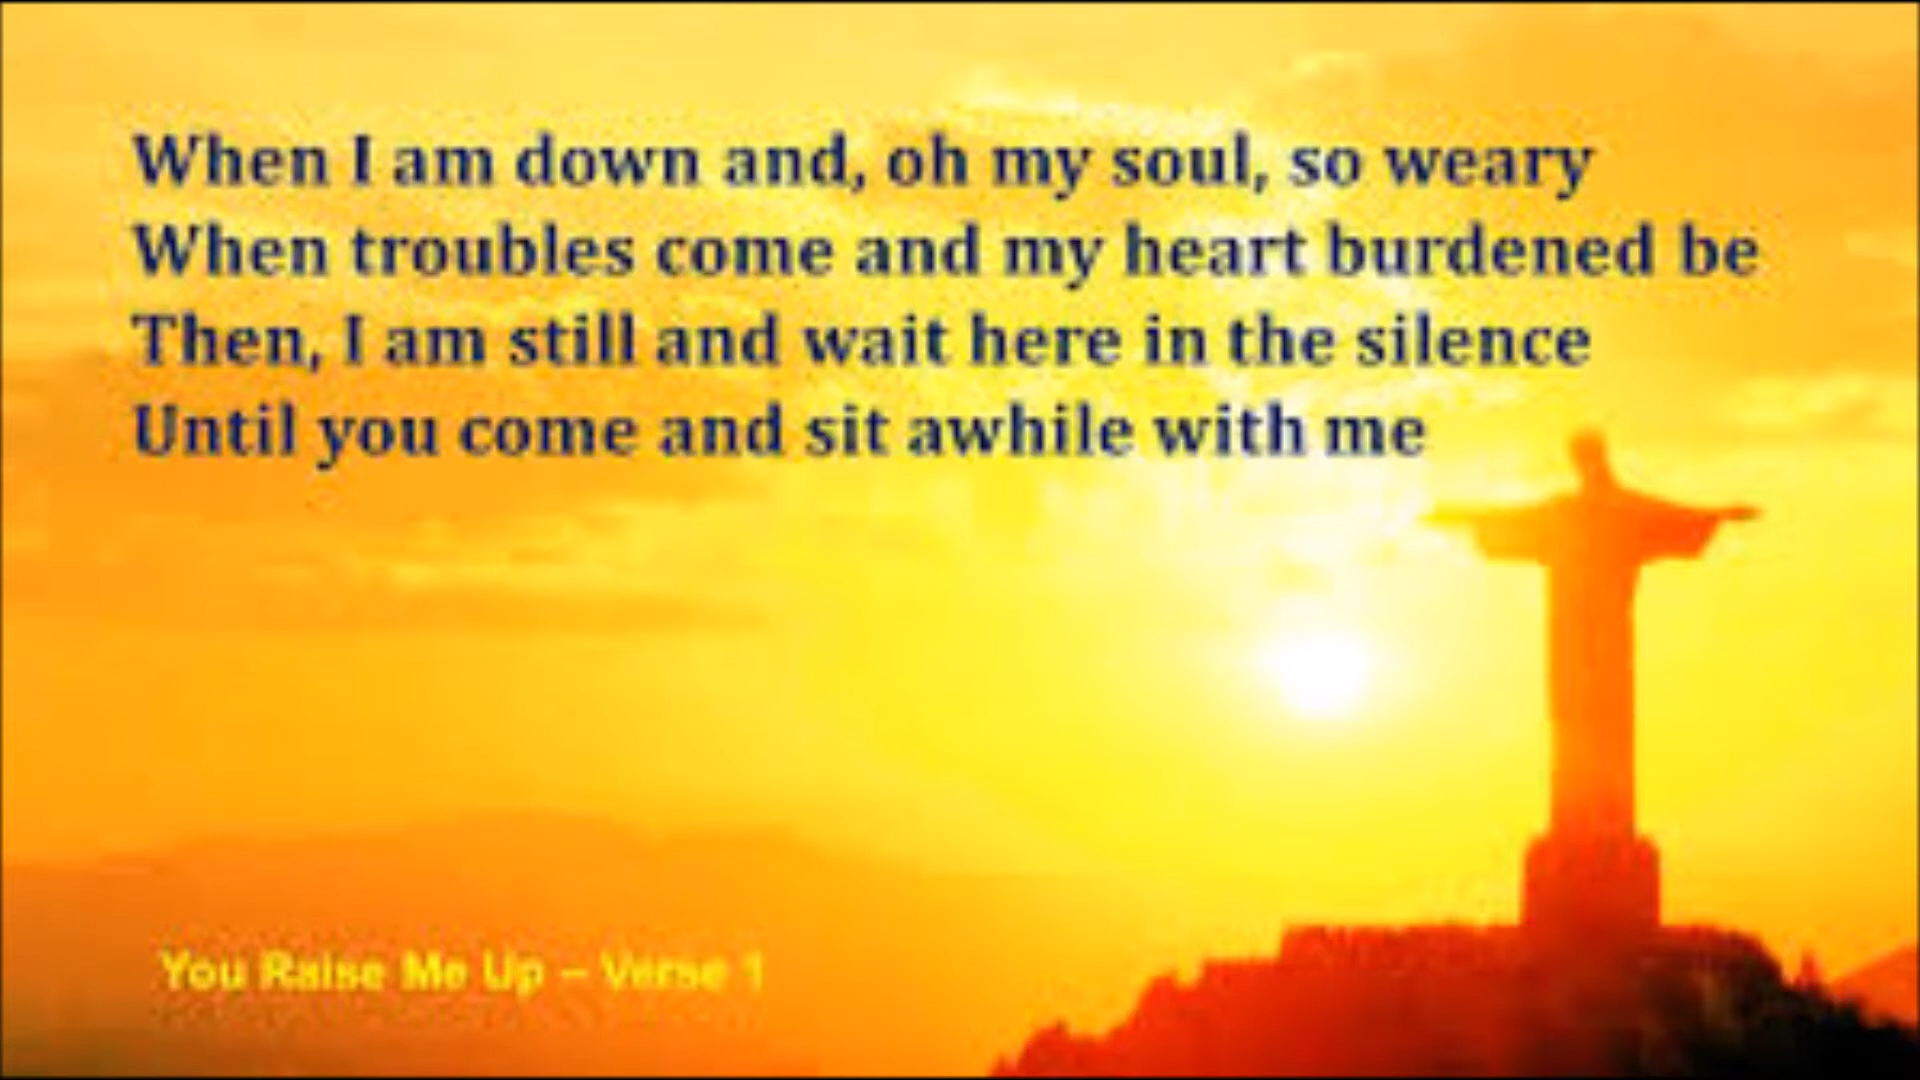 When I am down and, oh my soul, so weary
When troubles come and my heart burdened be
Then, I am still and wait here in the silence
Until you come and sit awhile with me
You Raise Me Up – Verse 1